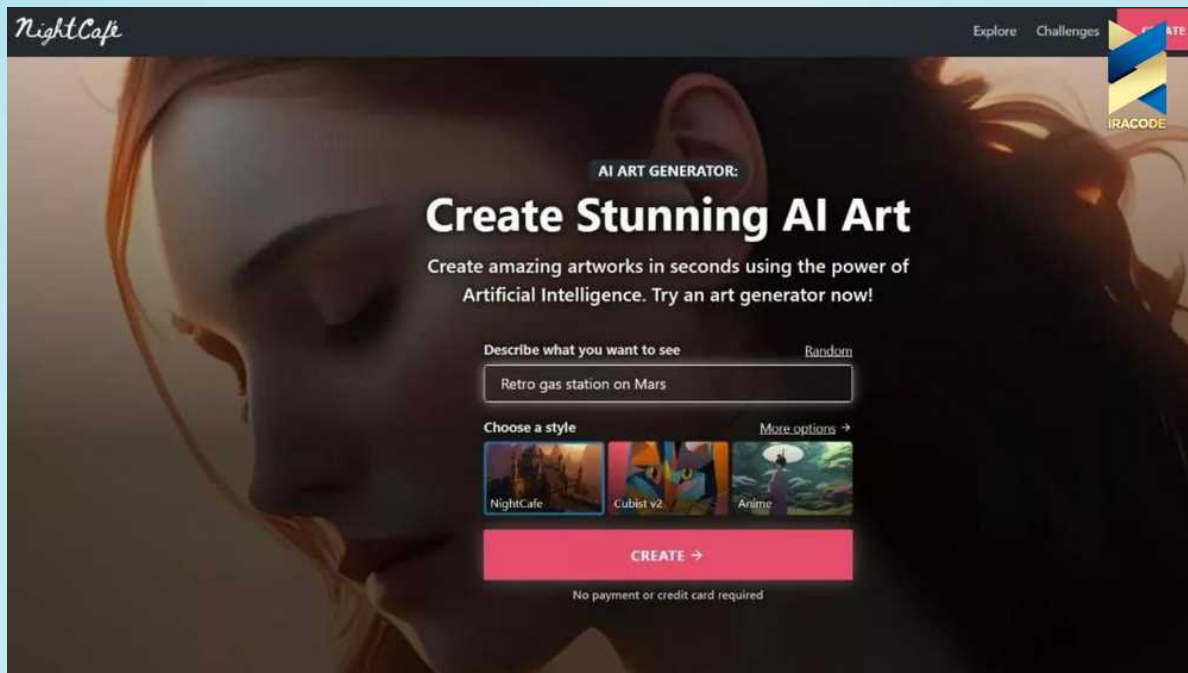 NightCafé
Explore Challenges
IRACODE
AI ART GENERATOR:
Create Stunning AI Art
Create amazing artworks in seconds using the power of
Artificial Intelligence. Try an art generator now!
Describe what you want to see Random
Retro gas station on Mars
Choose a style More options →
NightCafe Cubist v2 Anime
CREATE →
No payment or credit card required